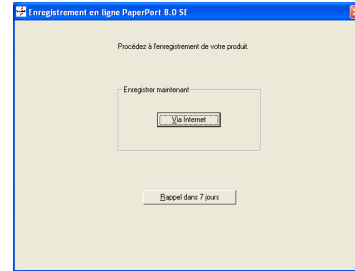 Enregistrement en ligne PaperPort 8.0 SE
Procédez à l'enregistrement de votre produit.
Enregistrer maintenant
Via Internet
Rappel dans 7 jours